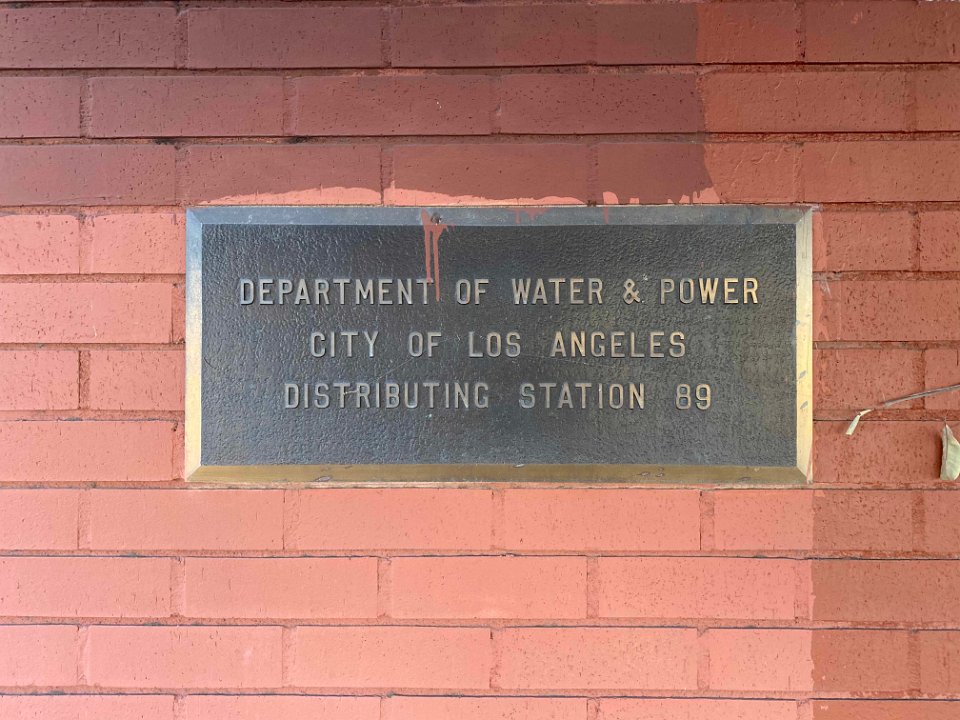 DEPARTMENT OF WATER & POWER
CITY OF LOS ANGELES
DISTRIBUTING STATION 89